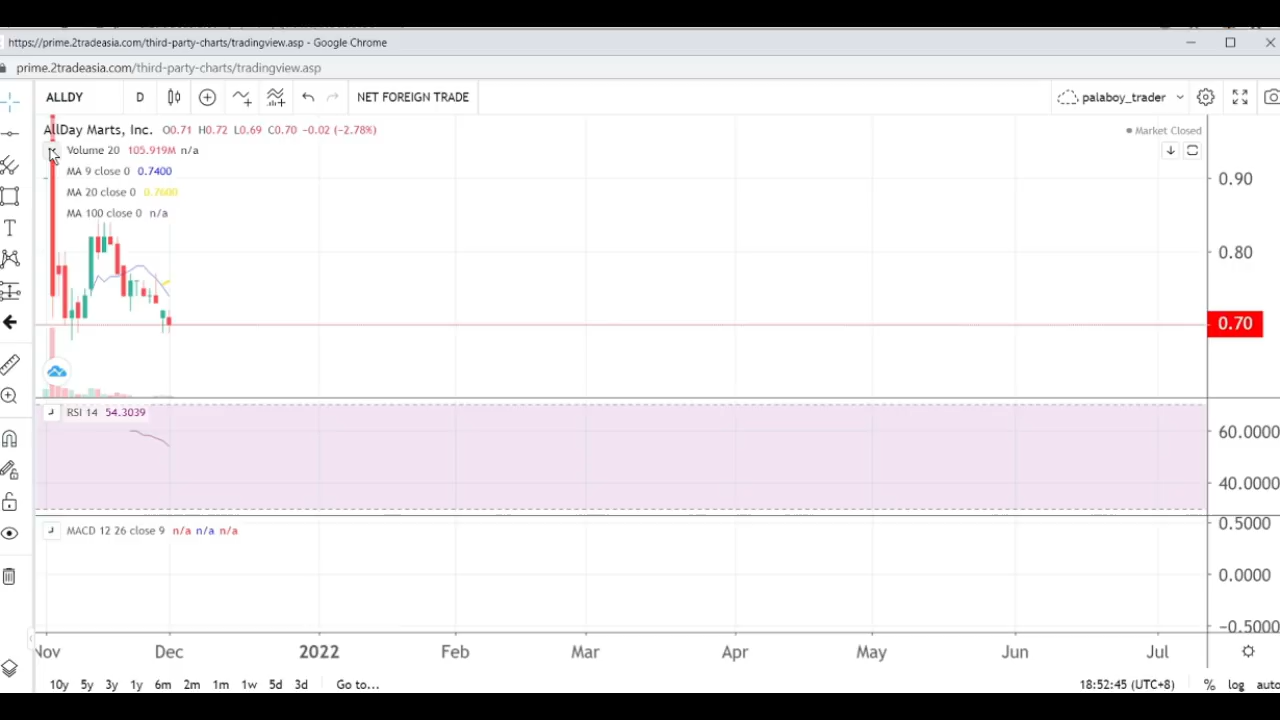 https://prime.2tradeasia.com/third-party-charts/tradingview.asp - Google Chrome
prime.2tradeasia.com/third-party-charts/tradingview.asp
ALLDY D NET FOREIGN TRADE palaboy_trader
AllDay Marts, Inc. O0.71 H0.72 L0.69 C0.70 −0.02 (−2.78%) Market Closed
Volume 20 105.919M n/a
MA 9 close 0 0.7400
MA 20 close 0 0.7600
MA 100 close 0 n/a
0.90
0.80
0.70
RSI 14 54.3039
60.0000
40.0000
MACD 12 26 close 9 n/a n/a n/a
0.5000
0.0000
−0.5000
Nov Dec 2022 Feb Mar Apr May Jun Jul
10y 5y 3y 1y 6m 2m 1m 1w 5d 3d Go to... 18:52:45 (UTC+8) % log auto